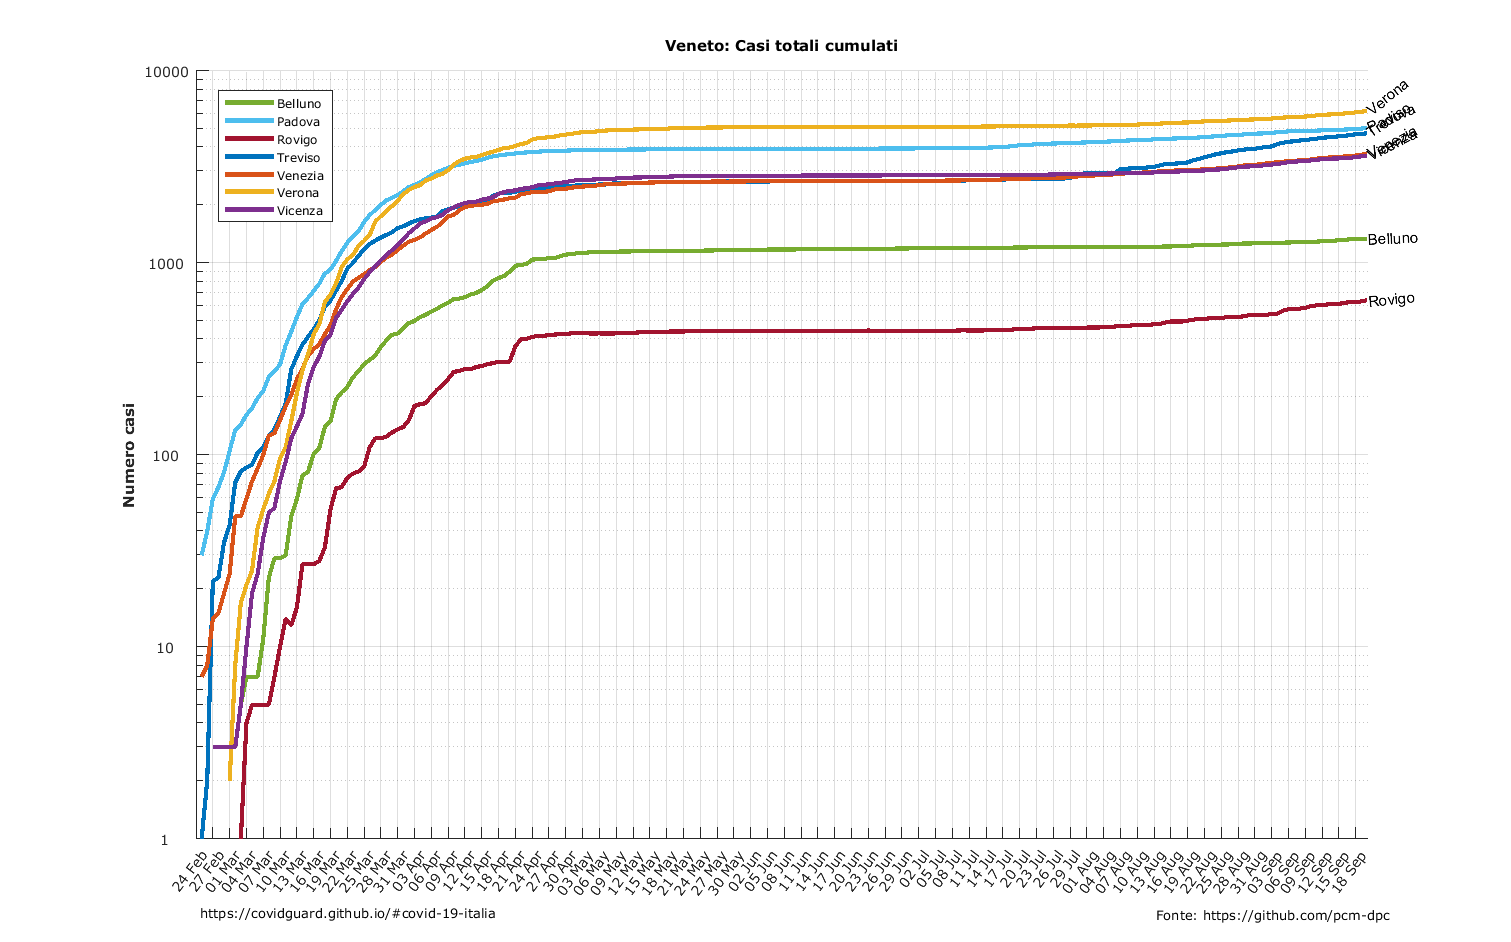 Veneto: Casi totali cumulati
10000
1000
100
10
1
Numero casi
Belluno
Padova
Rovigo
Treviso
Venezia
Verona
Vicenza
Verona
Padova
Treviso
Venezia
Vicenza
Belluno
Rovigo
24 Feb
27 Feb
01 Mar
04 Mar
07 Mar
10 Mar
13 Mar
16 Mar
19 Mar
22 Mar
25 Mar
28 Mar
31 Mar
03 Apr
06 Apr
09 Apr
12 Apr
15 Apr
18 Apr
21 Apr
24 Apr
27 Apr
30 Apr
03 May
06 May
09 May
12 May
15 May
18 May
21 May
24 May
27 May
30 May
02 Jun
05 Jun
08 Jun
11 Jun
14 Jun
17 Jun
20 Jun
23 Jun
26 Jun
29 Jun
02 Jul
05 Jul
08 Jul
11 Jul
14 Jul
17 Jul
20 Jul
23 Jul
26 Jul
29 Jul
01 Aug
04 Aug
07 Aug
10 Aug
13 Aug
16 Aug
19 Aug
22 Aug
25 Aug
28 Aug
31 Aug
03 Sep
06 Sep
09 Sep
12 Sep
15 Sep
18 Sep
https://covidguard.github.io/#covid-19-italia
Fonte: https://github.com/pcm-dpc